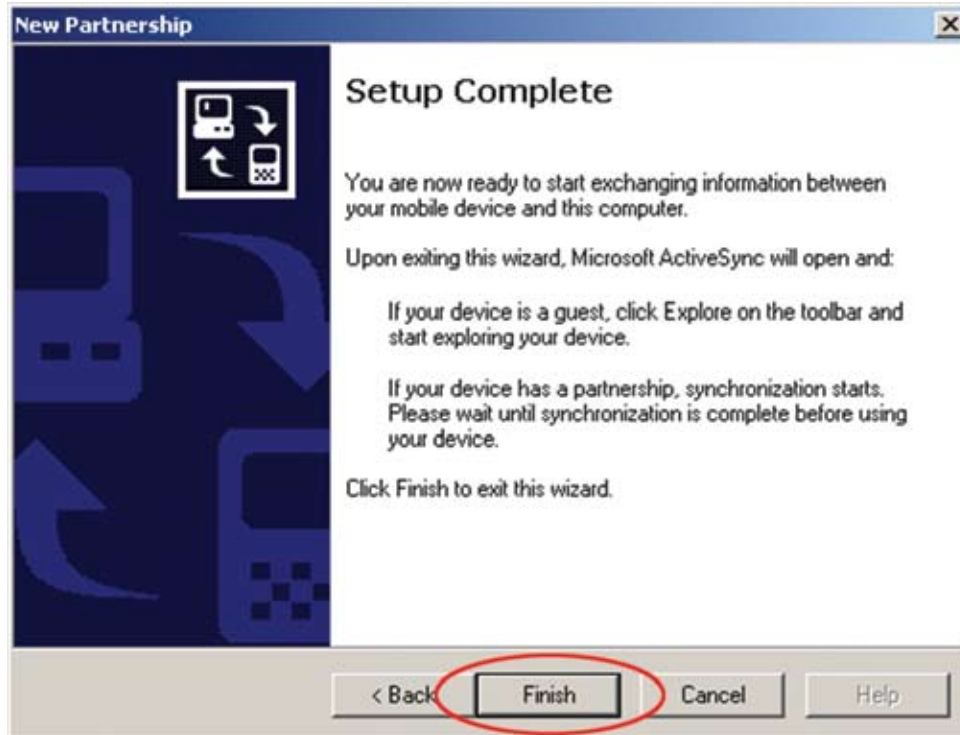 New Partnership
Setup Complete
You are now ready to start exchanging information between
your mobile device and this computer.
Upon exiting this wizard, Microsoft ActiveSync will open and:
If your device is a guest, click Explore on the toolbar and
start exploring your device.
If your device has a partnership, synchronization starts.
Please wait until synchronization is complete before using
your device.
Click Finish to exit this wizard.
< Back Finish Cancel Help